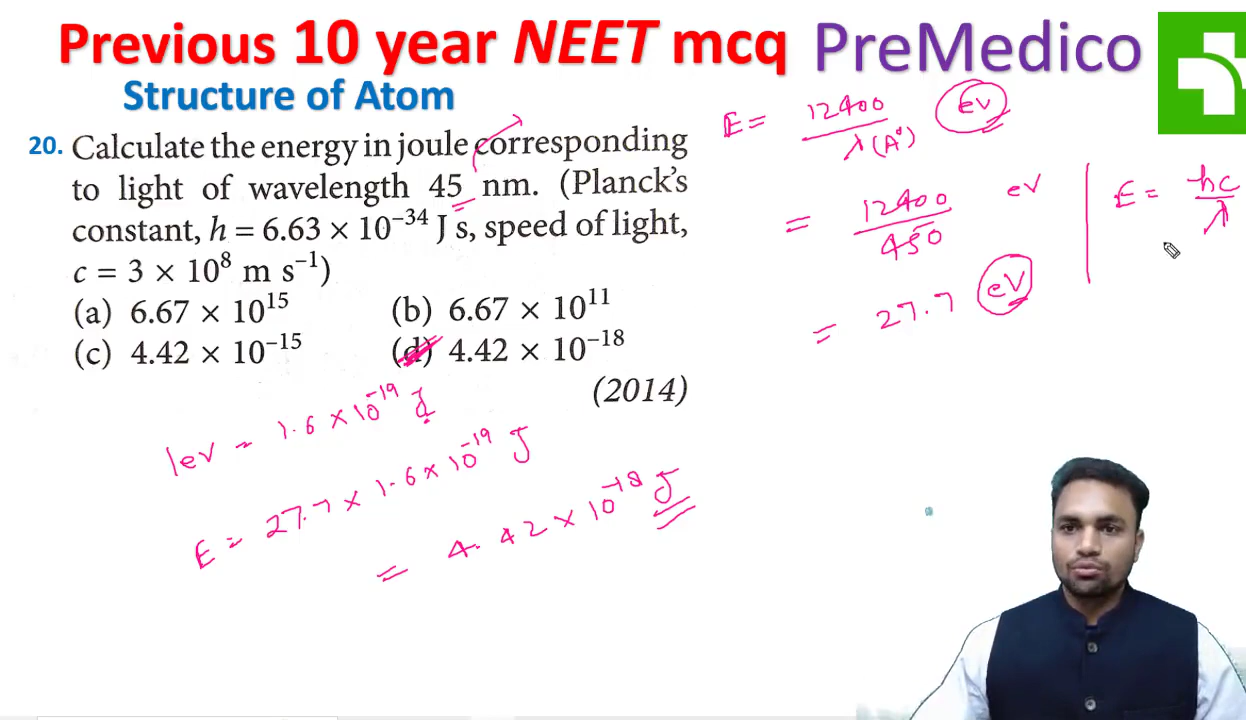 Previous 10 year NEET mcq PreMedico
Structure of Atom
20. Calculate the energy in joule corresponding
to light of wavelength 45 nm. (Planck's
constant, h = 6.63 × 10⁻³⁴ J s, speed of light,
c = 3 × 10⁸ m s⁻¹)
(a) 6.67 × 10¹⁵ (b) 6.67 × 10¹¹
(c) 4.42 × 10⁻¹⁵ (d) 4.42 × 10⁻¹⁸
(2014)
E = 12400 / λ(A°) eV
= 12400 / 450 eV
= 27.7 eV
E = hc / λ
1ev = 1.6 × 10⁻¹⁹ J
E = 27.7 × 1.6 × 10⁻¹⁹ J
= 4.42 × 10⁻¹⁸ J